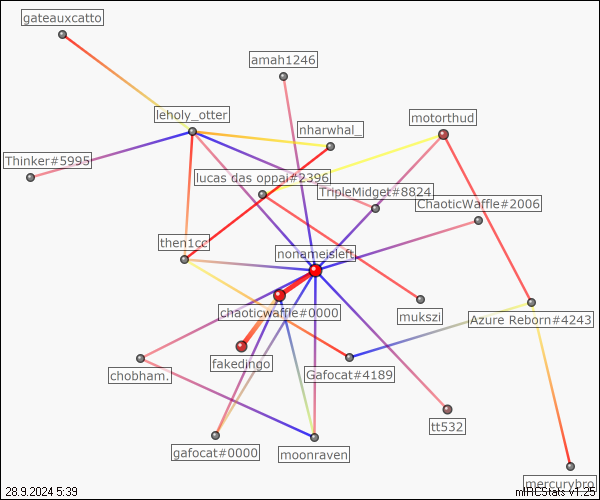 gateauxcatto
amah1246
leholy_otter
motorthud
nharwhal_
Thinker#5995
lucas das oppai#2396
TripleMidget#8824
ChaoticWaffle#2006
then1cc
nonameisleft
chaoticwaffle#0000
mukszi
Azure Reborn#4243
fakedingo
chobham.
Gafocat#4189
tt532
gafocat#0000
moonraven
mercurybro
28.9.2024 5:39
mIRCStats v1.25